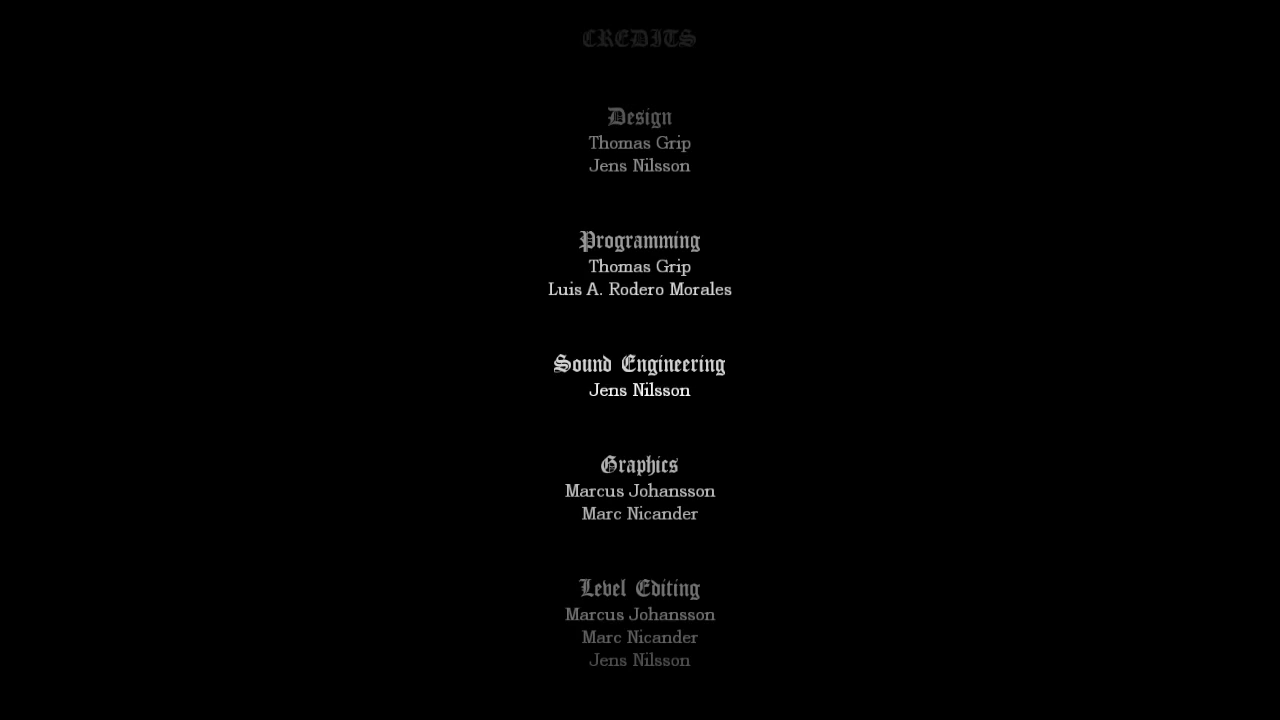 CREDITS
Design
Thomas Grip
Jens Nilsson
Programming
Thomas Grip
Luis A. Rodero Morales
Sound Engineering
Jens Nilsson
Graphics
Marcus Johansson
Marc Nicander
Level Editing
Marcus Johansson
Marc Nicander
Jens Nilsson